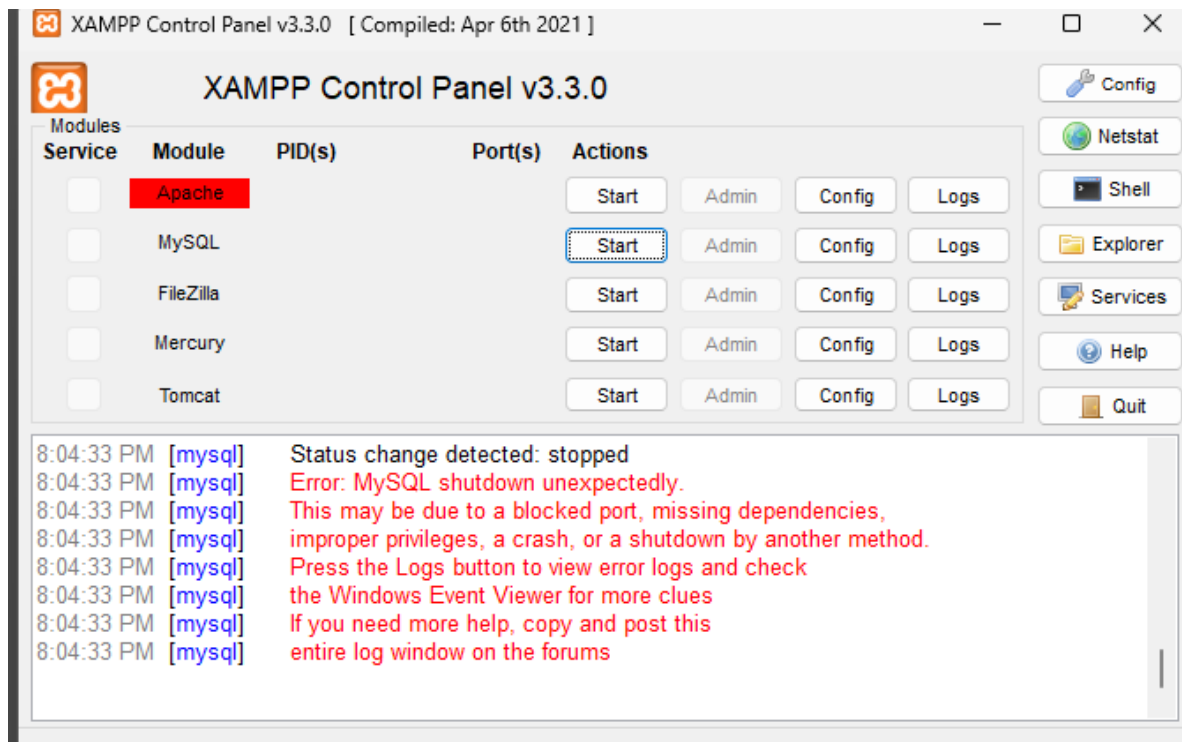 XAMPP Control Panel v3.3.0 [ Compiled: Apr 6th 2021 ]
XAMPP Control Panel v3.3.0
Config
Modules
Netstat
Service Module PID(s) Port(s) Actions
Apache Start Admin Config Logs
Shell
MySQL Start Admin Config Logs
Explorer
FileZilla Start Admin Config Logs
Services
Mercury Start Admin Config Logs
Help
Tomcat Start Admin Config Logs
Quit
8:04:33 PM [mysql] Status change detected: stopped
8:04:33 PM [mysql] Error: MySQL shutdown unexpectedly.
8:04:33 PM [mysql] This may be due to a blocked port, missing dependencies,
8:04:33 PM [mysql] improper privileges, a crash, or a shutdown by another method.
8:04:33 PM [mysql] Press the Logs button to view error logs and check
8:04:33 PM [mysql] the Windows Event Viewer for more clues
8:04:33 PM [mysql] If you need more help, copy and post this
8:04:33 PM [mysql] entire log window on the forums